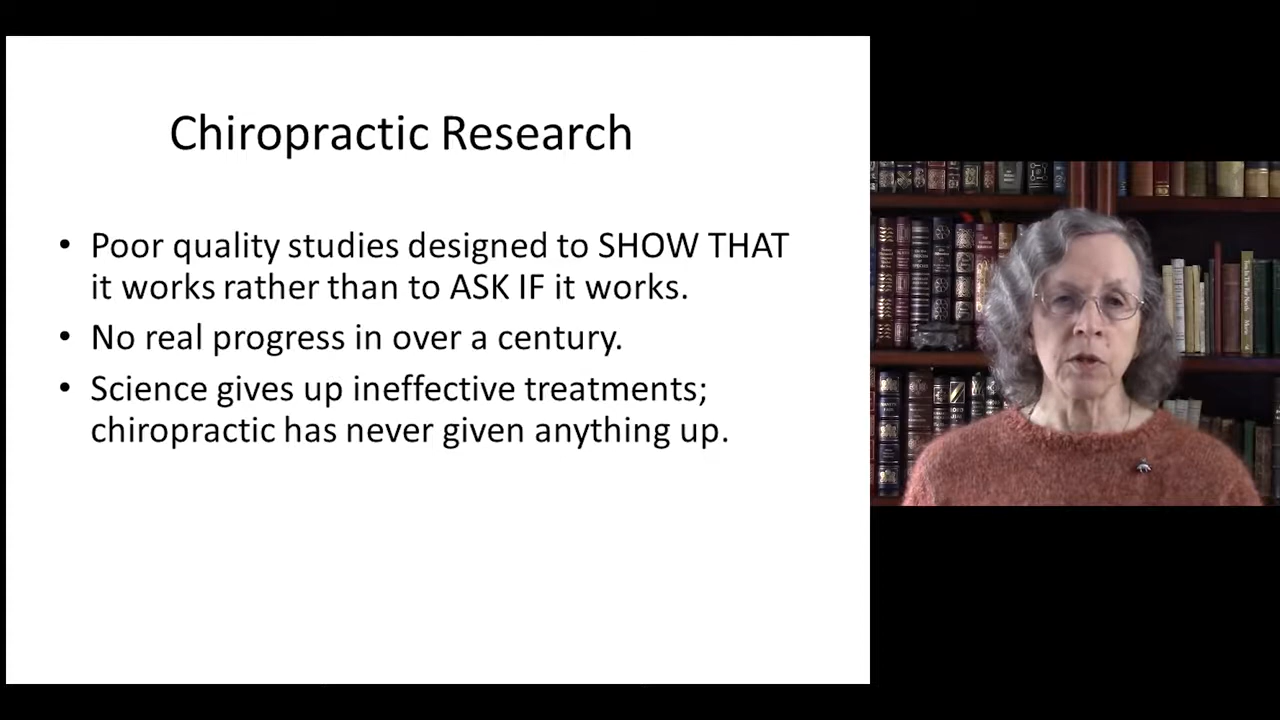 Chiropractic Research
• Poor quality studies designed to SHOW THAT
it works rather than to ASK IF it works.
• No real progress in over a century.
• Science gives up ineffective treatments;
chiropractic has never given anything up.